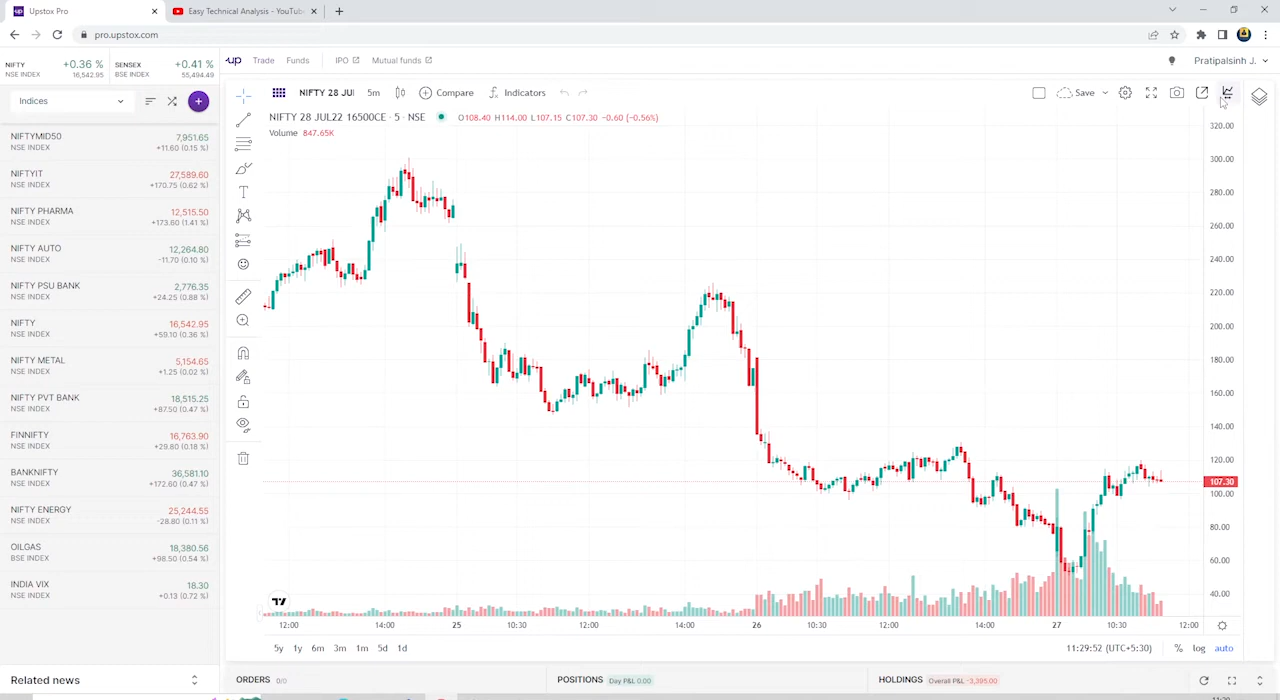 Upstox Pro
Easy Technical Analysis - YouTub
pro.upstox.com
NIFTY +0.36 %
NSE INDEX 16,542.95
SENSEX +0.41 %
BSE INDEX 55,494.49
up Trade Funds IPO Mutual funds
Pratipalsinh J.
Indices
NIFTY 28 JUl 5m Compare Indicators
Save
NIFTYMID50 7,951.65
NSE INDEX +11.60 (0.15 %)
NIFTYIT 27,589.60
NSE INDEX +170.75 (0.62 %)
NIFTY PHARMA 12,515.50
NSE INDEX +173.60 (1.41 %)
NIFTY AUTO 12,264.80
NSE INDEX -11.70 (0.10 %)
NIFTY PSU BANK 2,776.35
NSE INDEX +24.25 (0.88 %)
NIFTY 16,542.95
NSE INDEX +59.10 (0.36 %)
NIFTY METAL 5,154.65
NSE INDEX +1.25 (0.02 %)
NIFTY PVT BANK 18,515.25
NSE INDEX +87.50 (0.47 %)
FINNIFTY 16,763.90
NSE INDEX +29.80 (0.18 %)
BANKNIFTY 36,581.10
NSE INDEX +172.60 (0.47 %)
NIFTY ENERGY 25,244.55
NSE INDEX -28.80 (0.11 %)
OILGAS 18,380.56
BSE INDEX +98.50 (0.54 %)
INDIA VIX 18.30
NSE INDEX +0.13 (0.72 %)
Related news
NIFTY 28 JUL22 16500CE · 5 · NSE O108.40 H114.00 L107.15 C107.30 -0.60 (-0.56%)
Volume 847.65K
320.00
300.00
280.00
260.00
240.00
220.00
200.00
180.00
160.00
140.00
120.00
107.30
100.00
80.00
60.00
40.00
12:00 14:00 25 10:30 12:00 14:00 26 10:30 12:00 14:00 27 10:30 12:00
5y 1y 6m 3m 1m 5d 1d
11:29:52 (UTC+5:30) % log auto
ORDERS 0/0
POSITIONS Day P&L 0.00
HOLDINGS Overall P&L -3,395.00